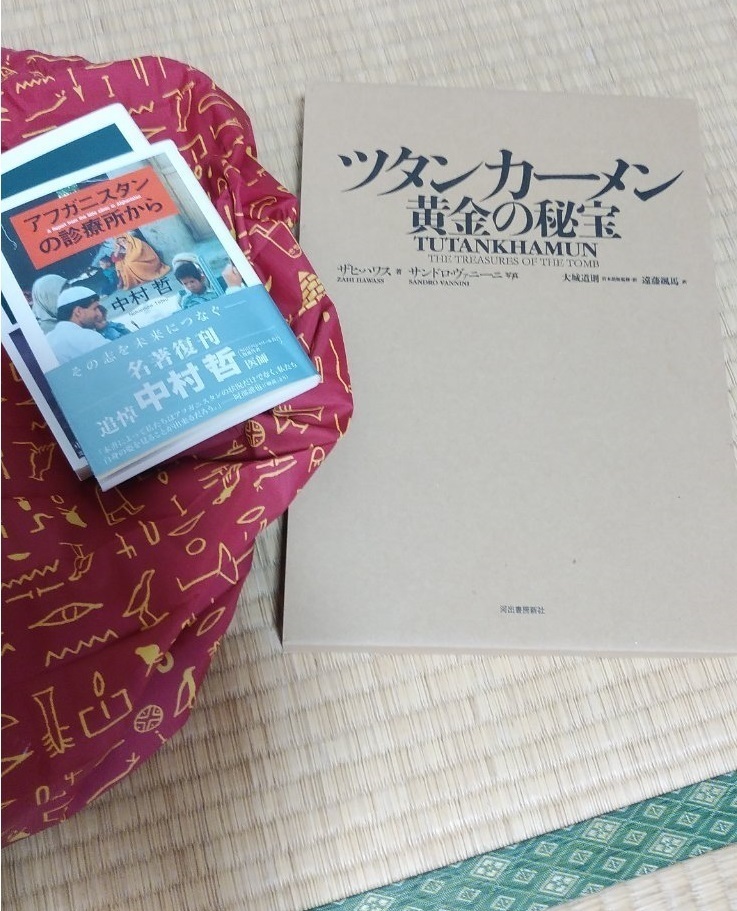 アフガニスタン
の診療所から
中村 哲
その志を未来につなぐ
名著復刊
追悼 中村 哲 医師
ツタンカーメン
黄金の秘宝
TUTANKHAMUN
THE TREASURES OF THE TOMB
ザヒ・ハワス 著 サンドロ・ヴァニーニ 写真
ZAHI HAWASS SANDRO VANNINI
大城道則 遠藤颯馬 訳
河出書房新社